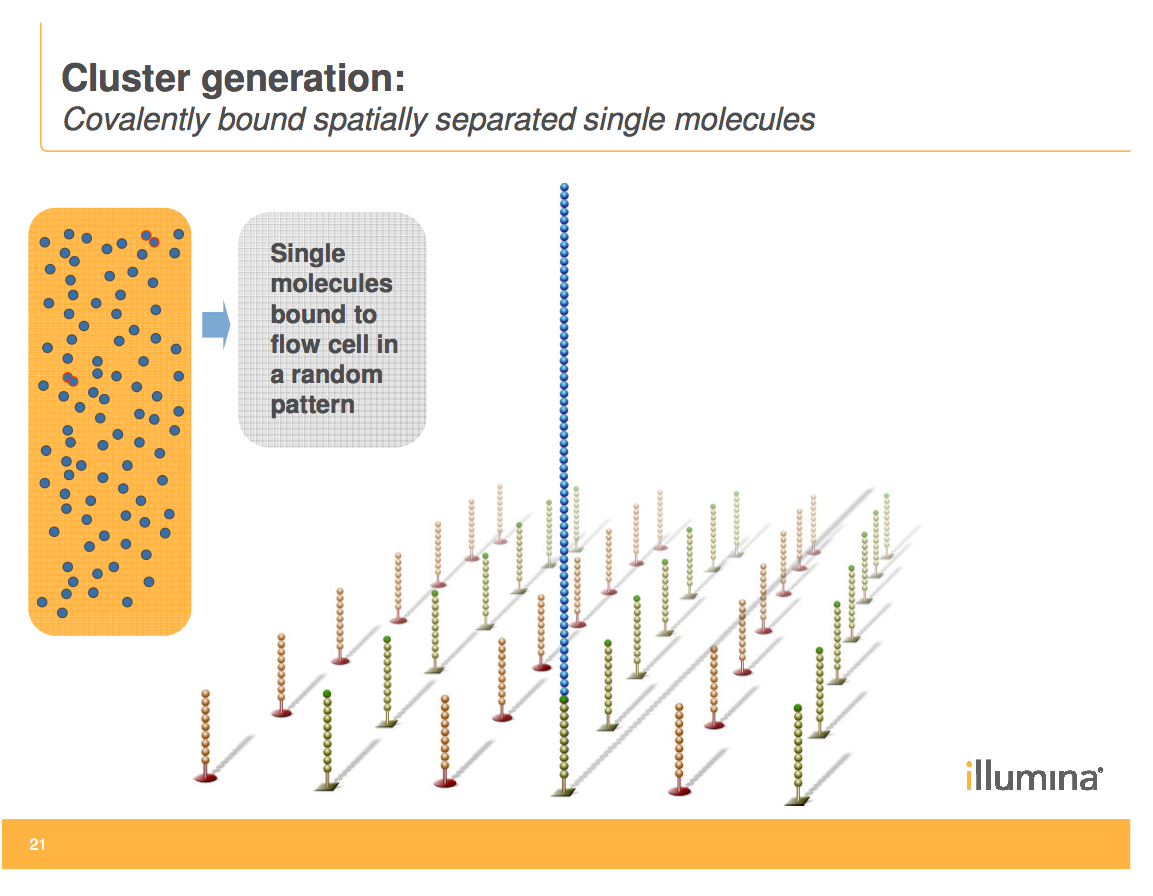 Cluster generation:
Covalently bound spatially separated single molecules
Single
molecules
bound to
flow cell in
a random
pattern
illumina®
21